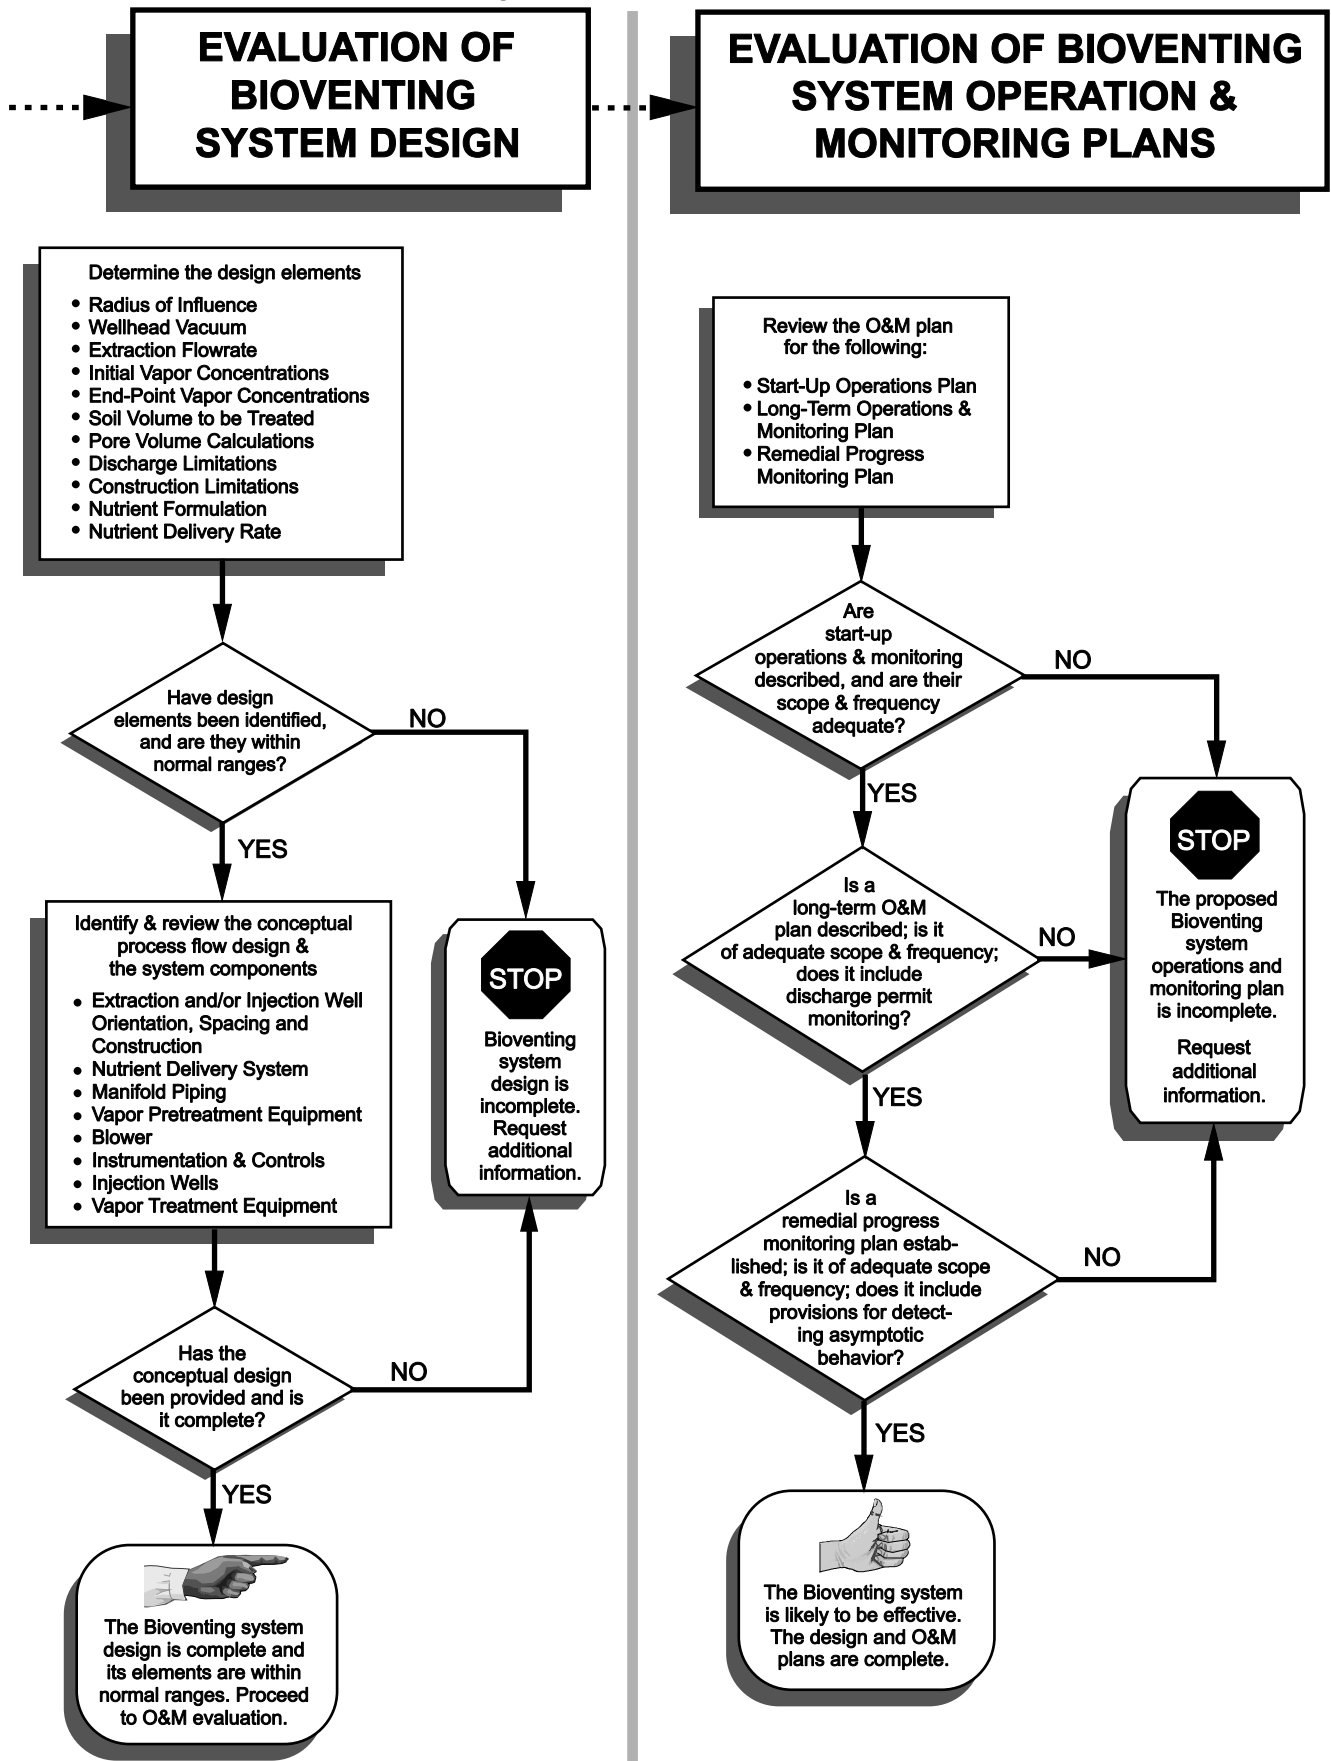 EVALUATION OF
BIOVENTING
SYSTEM DESIGN
Determine the design elements
• Radius of Influence
• Wellhead Vacuum
• Extraction Flowrate
• Initial Vapor Concentrations
• End-Point Vapor Concentrations
• Soil Volume to be Treated
• Pore Volume Calculations
• Discharge Limitations
• Construction Limitations
• Nutrient Formulation
• Nutrient Delivery Rate
Have design
elements been identified,
and are they within
normal ranges?
NO
YES
Identify & review the conceptual
process flow design &
the system components
• Extraction and/or Injection Well
Orientation, Spacing and
Construction
• Nutrient Delivery System
• Manifold Piping
• Vapor Pretreatment Equipment
• Blower
• Instrumentation & Controls
• Injection Wells
• Vapor Treatment Equipment
STOP
Bioventing
system
design is
incomplete.
Request
additional
information.
Has the
conceptual design
been provided and is
it complete?
NO
YES
The Bioventing system
design is complete and
its elements are within
normal ranges. Proceed
to O&M evaluation.
EVALUATION OF BIOVENTING
SYSTEM OPERATION &
MONITORING PLANS
Review the O&M plan
for the following:
• Start-Up Operations Plan
• Long-Term Operations &
Monitoring Plan
• Remedial Progress
Monitoring Plan
Are
start-up
operations & monitoring
described, and are their
scope & frequency
adequate?
NO
YES
Is a
long-term O&M
plan described; is it
of adequate scope & frequency;
does it include
discharge permit
monitoring?
NO
YES
STOP
The proposed
Bioventing
system
operations and
monitoring plan
is incomplete.
Request
additional
information.
Is a
remedial progress
monitoring plan estab-
lished; is it of adequate scope
& frequency; does it include
provisions for detect-
ing asymptotic
behavior?
NO
YES
The Bioventing system
is likely to be effective.
The design and O&M
plans are complete.